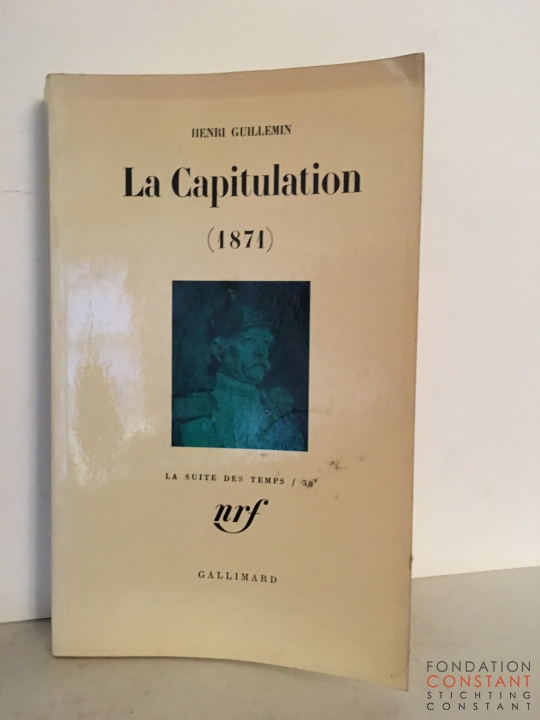 HENRI GUILLEMIN
La Capitulation
(1871)
LA SUITE DES TEMPS /
nrf
GALLIMARD
FONDATION
CONSTANT
STICHTING
CONSTANT